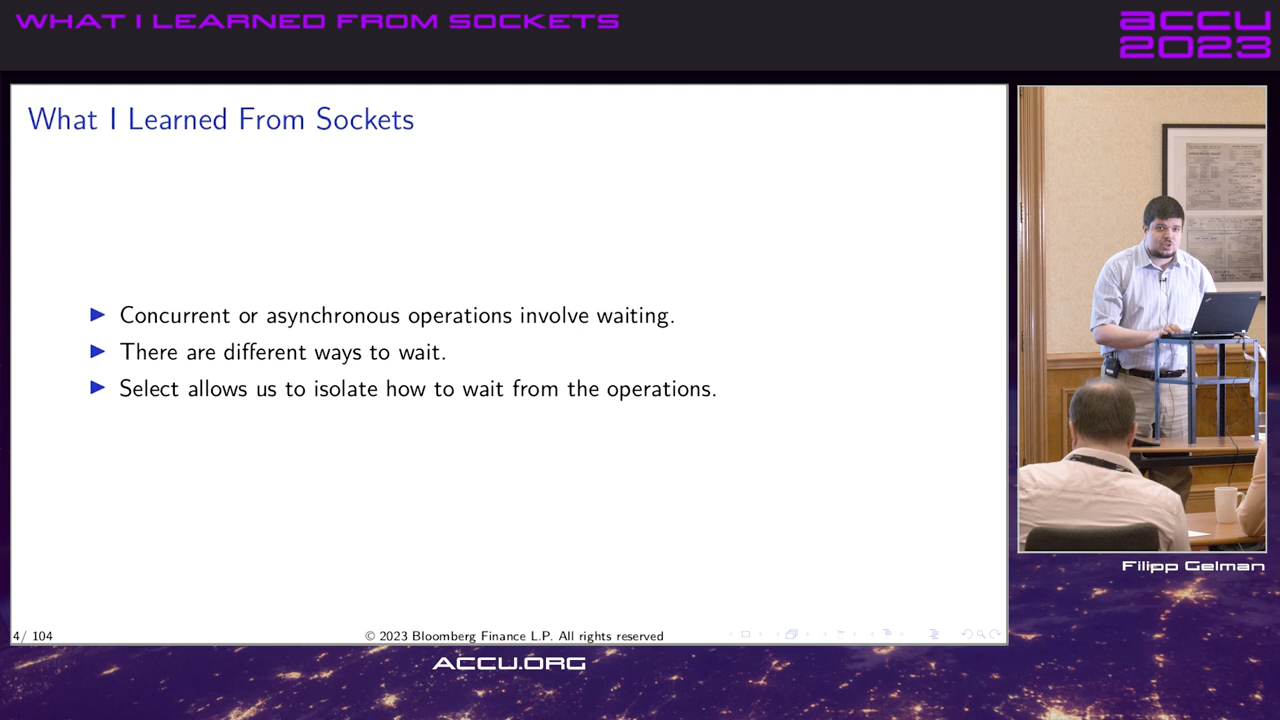 WHAT I LEARNED FROM SOCKETS
ACCU
2023
What I Learned From Sockets
Concurrent or asynchronous operations involve waiting.
There are different ways to wait.
Select allows us to isolate how to wait from the operations.
4/ 104
© 2023 Bloomberg Finance L.P. All rights reserved
Filipp Gelman
ACCU.ORG